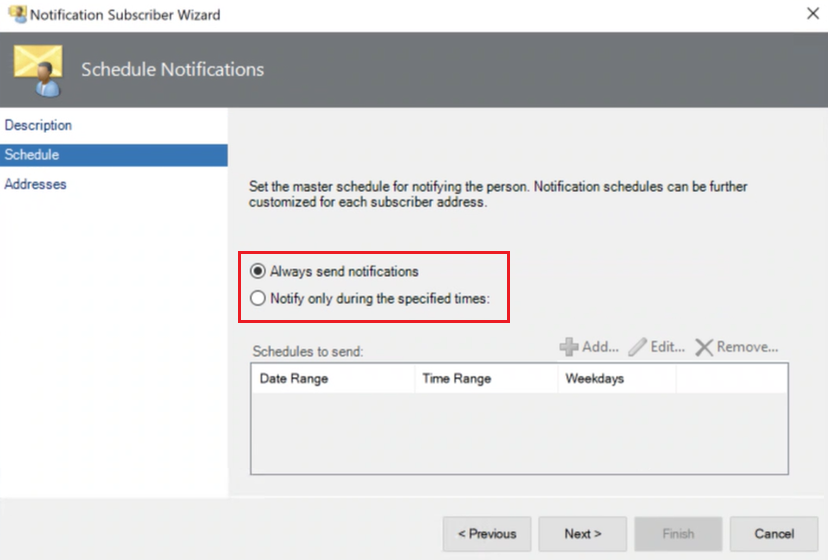 Notification Subscriber Wizard
Schedule Notifications
Description
Schedule
Addresses
Set the master schedule for notifying the person. Notification schedules can be further
customized for each subscriber address.
Always send notifications
Notify only during the specified times:
Schedules to send:
Add... Edit... Remove...
Date Range Time Range Weekdays
< Previous Next > Finish Cancel